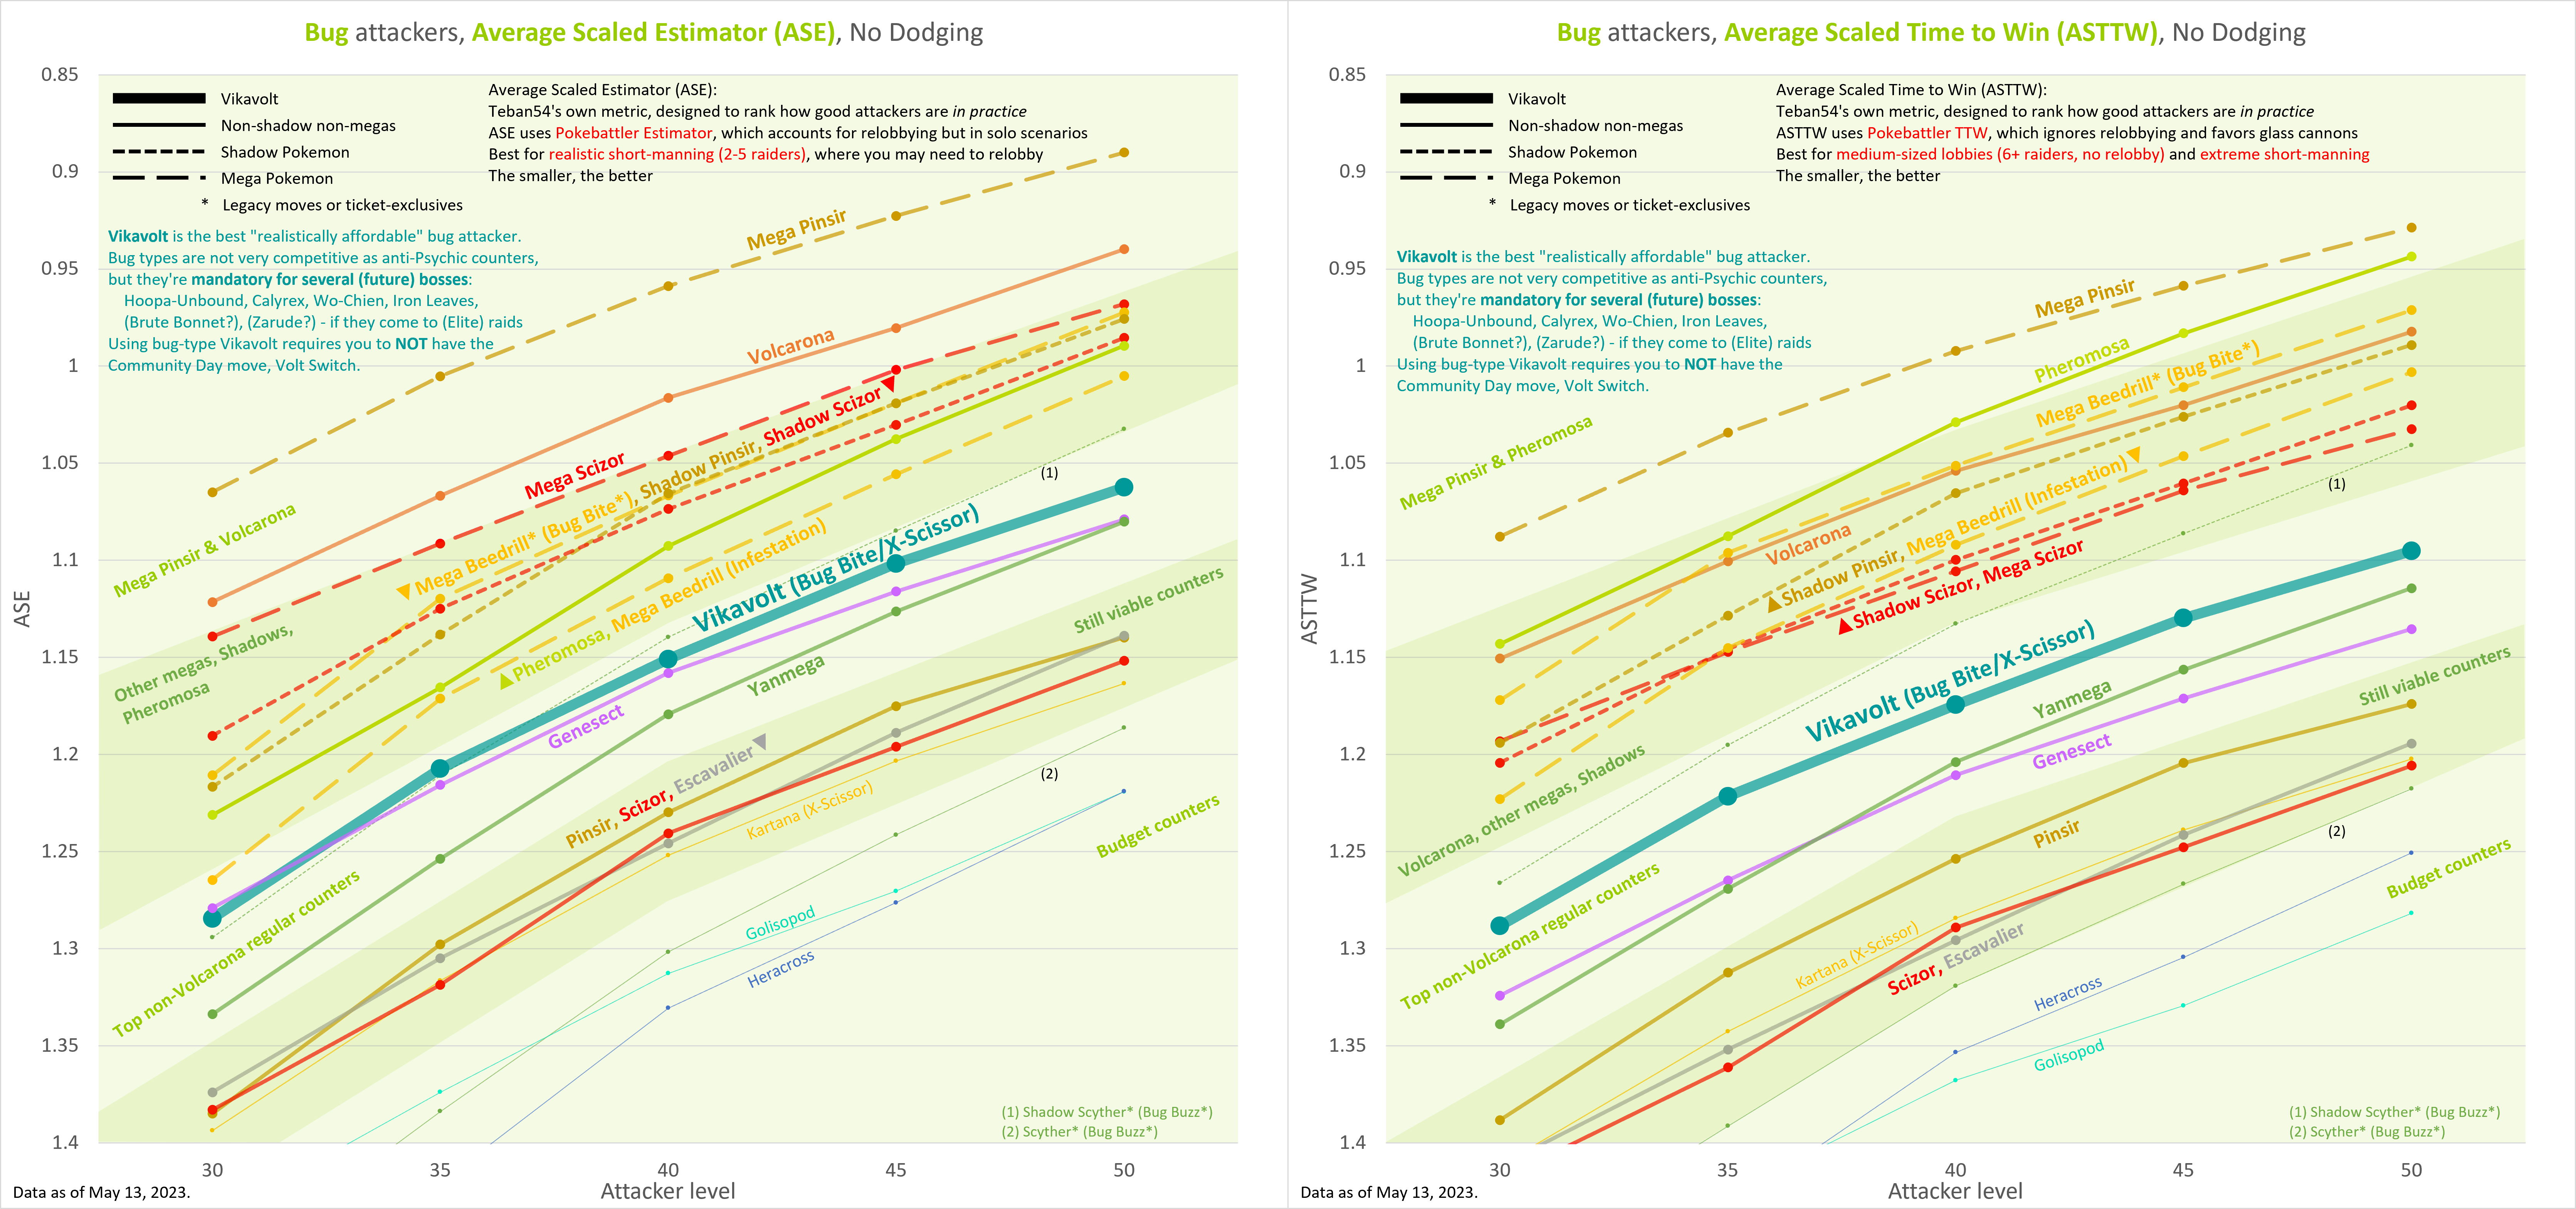 Bug attackers, Average Scaled Estimator (ASE), No Dodging
0.85
0.9
0.95
1
1.05
1.1
1.15
1.2
1.25
1.3
1.35
1.4
ASE
Vikavolt
Non-shadow non-megas
Shadow Pokemon
Mega Pokemon
* Legacy moves or ticket-exclusives
Average Scaled Estimator (ASE):
Teban54's own metric, designed to rank how good attackers are in practice
ASE uses Pokebattler Estimator, which accounts for relobbying but in solo scenarios
Best for realistic short-manning (2-5 raiders), where you may need to relobby
The smaller, the better
Vikavolt is the best "realistically affordable" bug attacker.
Bug types are not very competitive as anti-Psychic counters,
but they're mandatory for several (future) bosses:
Hoopa-Unbound, Calyrex, Wo-Chien, Iron Leaves,
(Brute Bonnet?), (Zarude?) - if they come to (Elite) raids
Using bug-type Vikavolt requires you to NOT have the
Community Day move, Volt Switch.
Mega Pinsir
Volcarona
Mega Scizor
▼ Mega Beedrill* (Bug Bite*), Shadow Pinsir, Shadow Scizor ▲
Mega Pinsir & Volcarona
▲ Pheromosa, Mega Beedrill (Infestation)
(1)
Vikavolt (Bug Bite/X-Scissor)
Still viable counters
Other megas, Shadows,
Pheromosa
Yanmega
Genesect
Pinsir, Scizor, Escavalier ▲
(2)
Kartana (X-Scissor)
Budget counters
Top non-Volcarona regular counters
Golisopod
Heracross
(1) Shadow Scyther* (Bug Buzz*)
(2) Scyther* (Bug Buzz*)
30
35
40
45
50
Attacker level
Data as of May 13, 2023.
Bug attackers, Average Scaled Time to Win (ASTTW), No Dodging
0.85
0.9
0.95
1
1.05
1.1
1.15
1.2
1.25
1.3
1.35
1.4
ASTTW
Vikavolt
Non-shadow non-megas
Shadow Pokemon
Mega Pokemon
* Legacy moves or ticket-exclusives
Average Scaled Time to Win (ASTTW):
Teban54's own metric, designed to rank how good attackers are in practice
ASTTW uses Pokebattler TTW, which ignores relobbying and favors glass cannons
Best for medium-sized lobbies (6+ raiders, no relobby) and extreme short-manning
The smaller, the better
Vikavolt is the best "realistically affordable" bug attacker.
Bug types are not very competitive as anti-Psychic counters,
but they're mandatory for several (future) bosses:
Hoopa-Unbound, Calyrex, Wo-Chien, Iron Leaves,
(Brute Bonnet?), (Zarude?) - if they come to (Elite) raids
Using bug-type Vikavolt requires you to NOT have the
Community Day move, Volt Switch.
Mega Pinsir
Pheromosa
Mega Beedrill* (Bug Bite*)
Mega Pinsir & Pheromosa
Volcarona
▲ Shadow Pinsir, Mega Beedrill (Infestation) ▼
(1)
▲ Shadow Scizor, Mega Scizor
Vikavolt (Bug Bite/X-Scissor)
Still viable counters
Yanmega
Genesect
Volcarona, other megas, Shadows
Pinsir
(2)
Budget counters
Top non-Volcarona regular counters
Kartana (X-Scissor)
Scizor, Escavalier
Heracross
Golisopod
(1) Shadow Scyther* (Bug Buzz*)
(2) Scyther* (Bug Buzz*)
30
35
40
45
50
Attacker level
Data as of May 13, 2023.